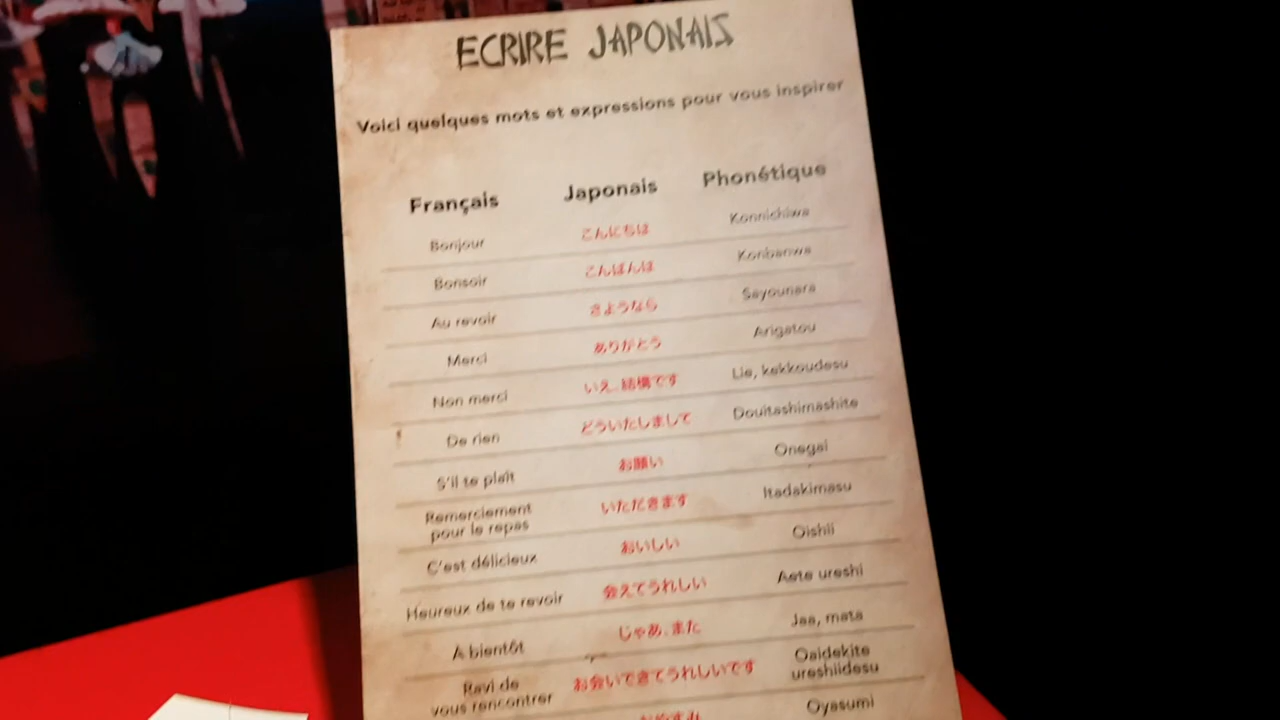 ECRIRE JAPONAIS
Voici quelques mots et expressions pour vous inspirer
Français Japonais Phonétique
Bonjour こんにちは Konnichiwa
Bonsoir こんばんは Konbanwa
Au revoir さようなら Sayounara
Merci ありがとう Arigatou
Non merci いえ、結構です Lie, kekkoudesu
De rien どういたしまして Douitashimashite
S'il te plaît お願い Onegai
Remerciement
pour le repas いただきます Itadakimasu
C'est délicieux おいしい Oishii
Heureux de te revoir 会えてうれしい Aete ureshi
À bientôt じゃあ、また Jaa, mata
Ravi de
vous rencontrer お会いできてうれしいです Oaidekite
ureshiidesu
おやすみ Oyasumi